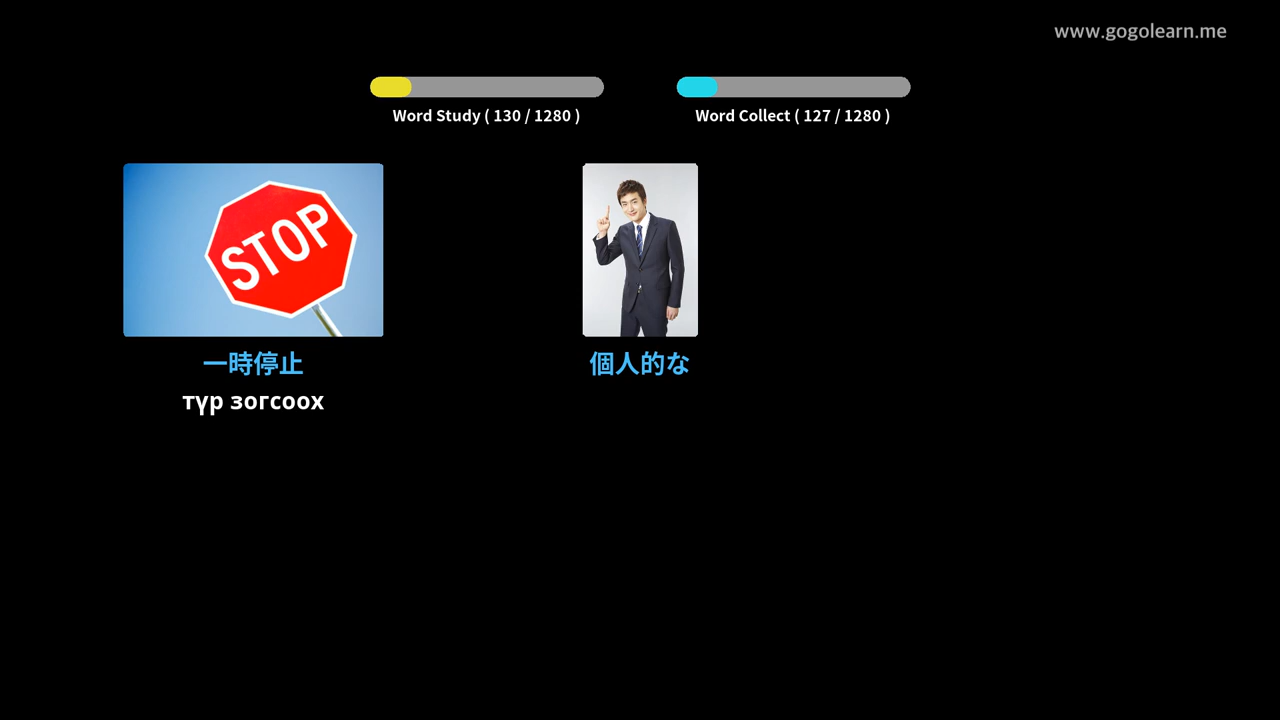 www.gogolearn.me
Word Study ( 130 / 1280 )
Word Collect ( 127 / 1280 )
STOP
一時停止
түр зогсоох
個人的な